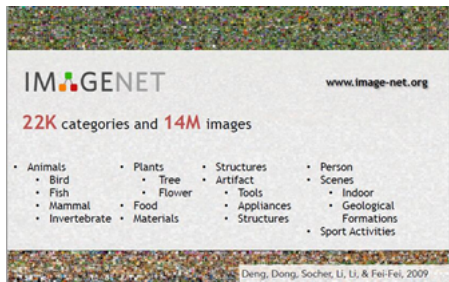 IMAGENET
www.image-net.org
22K categories and 14M images
• Animals
• Bird
• Fish
• Mammal
• Invertebrate
• Plants
• Tree
• Flower
• Food
• Materials
• Structures
• Artifact
• Tools
• Appliances
• Structures
• Person
• Scenes
• Indoor
• Geological
Formations
• Sport Activities
Deng, Dong, Socher, Li, Li, & Fei-Fei, 2009